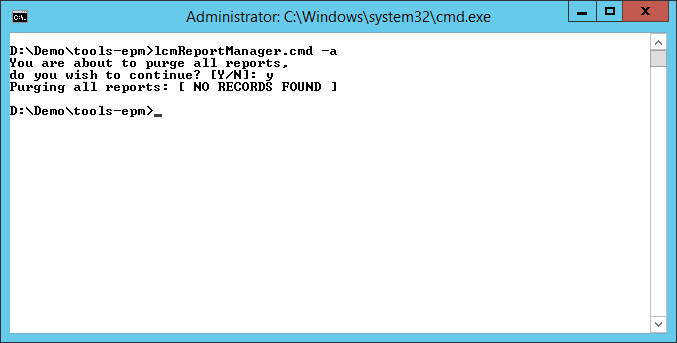 Administrator: C:\Windows\system32\cmd.exe
D:\Demo\tools-epm>lcmReportManager.cmd -a
You are about to purge all reports,
do you wish to continue? [Y/N]: y
Purging all reports: [ NO RECORDS FOUND ]
D:\Demo\tools-epm>_